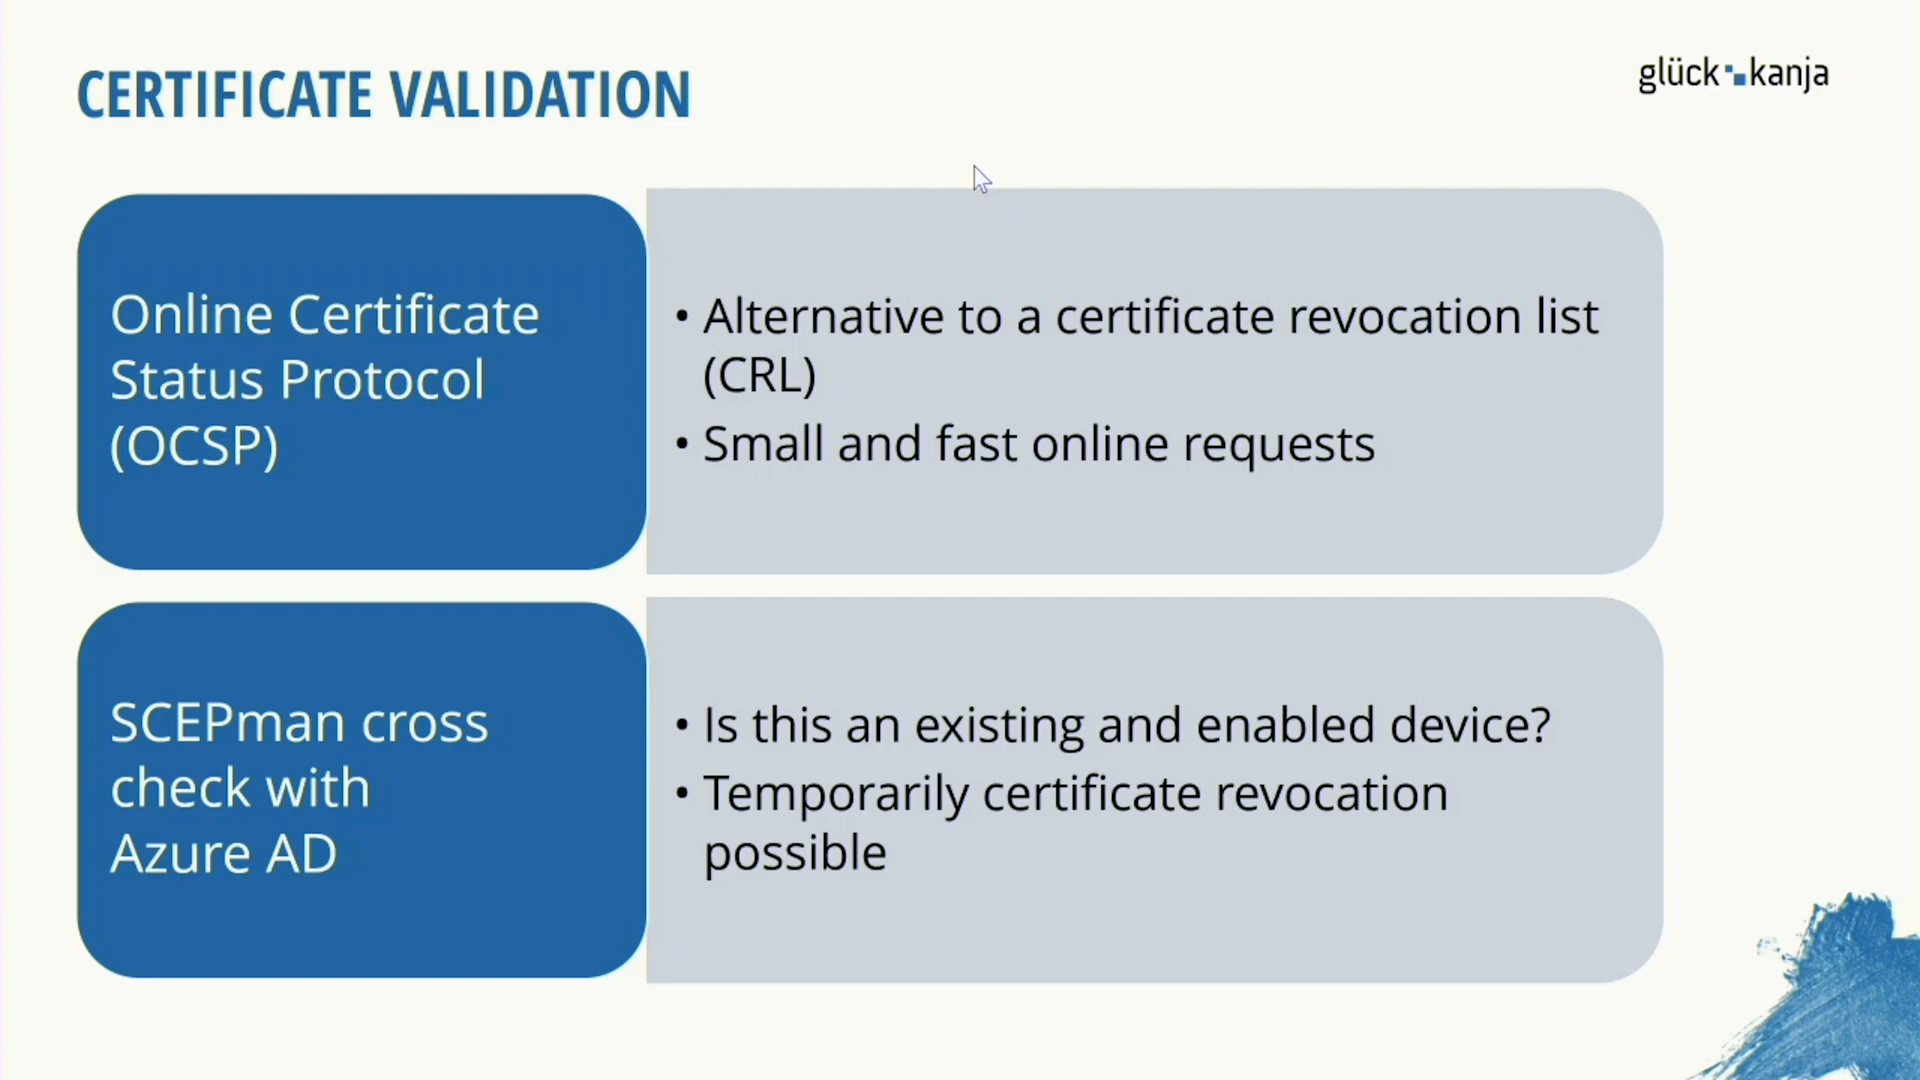 CERTIFICATE VALIDATION
glück kanja
Online Certificate
Status Protocol
(OCSP)
• Alternative to a certificate revocation list
(CRL)
• Small and fast online requests
SCEPman cross
check with
Azure AD
• Is this an existing and enabled device?
• Temporarily certificate revocation
possible